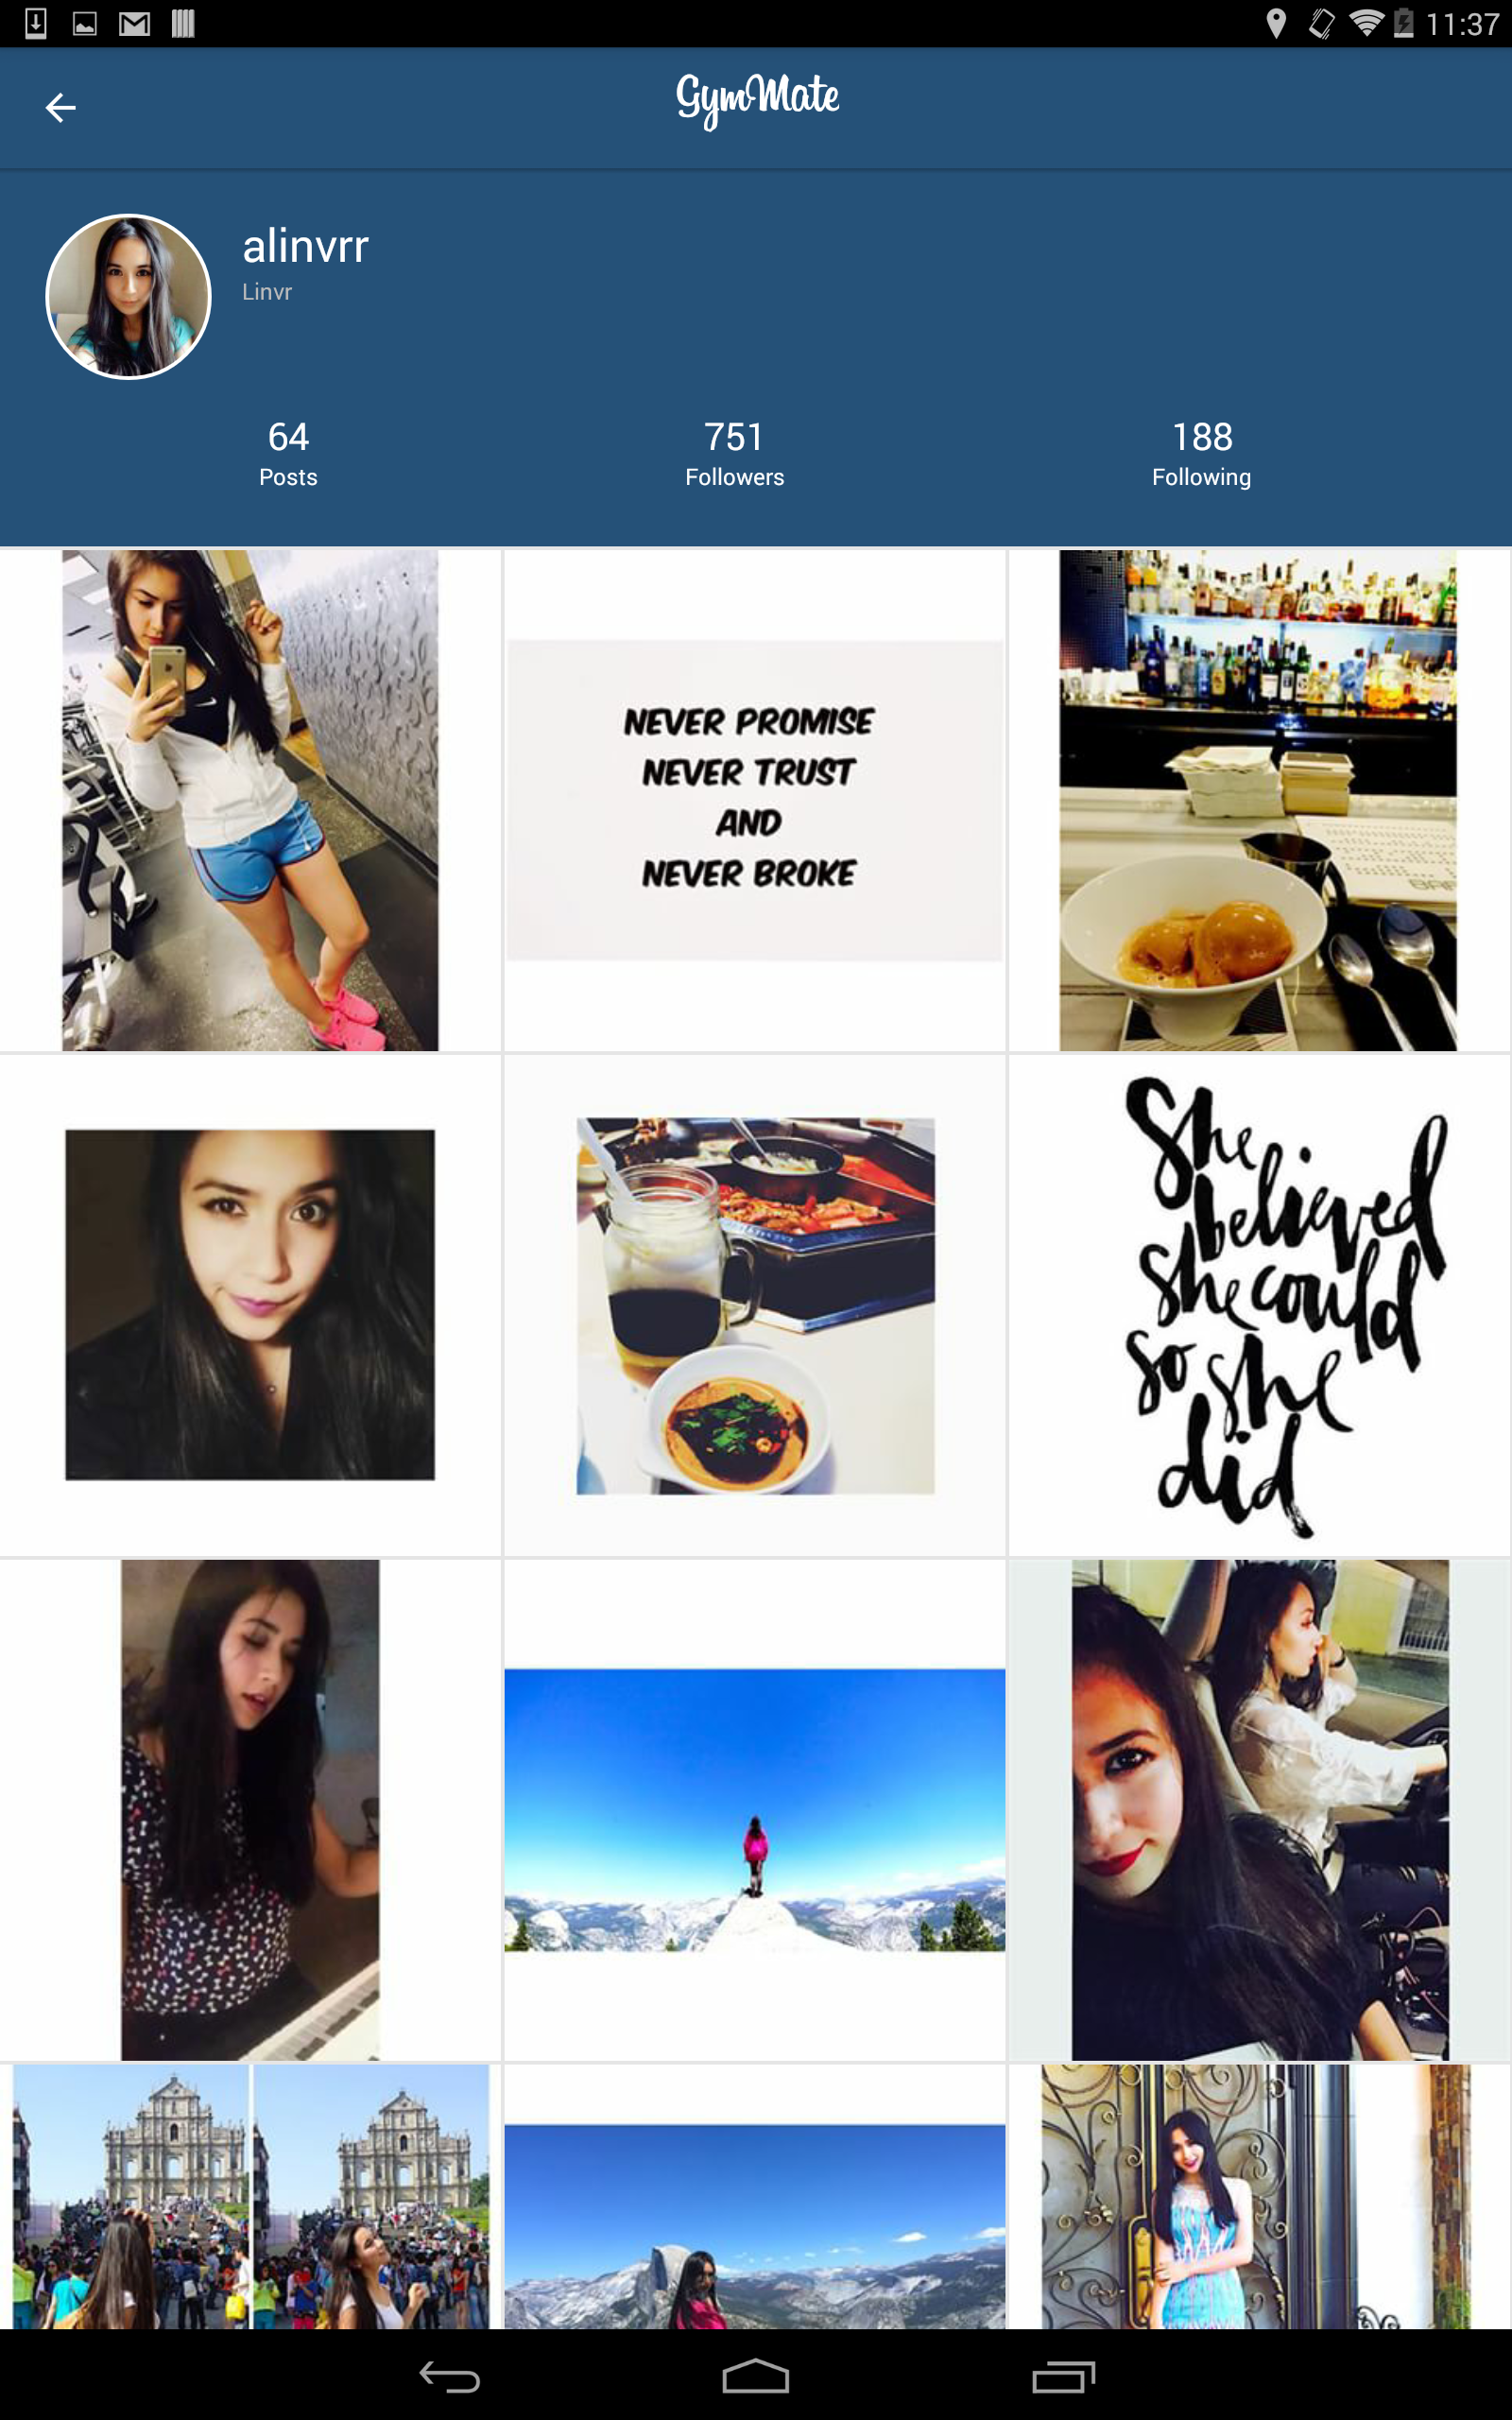 11:37
GymMate
alinvrr
Linvr
64
Posts
751
Followers
188
Following
NEVER PROMISE
NEVER TRUST
AND
NEVER BROKE
She
believed
she could
so she
did